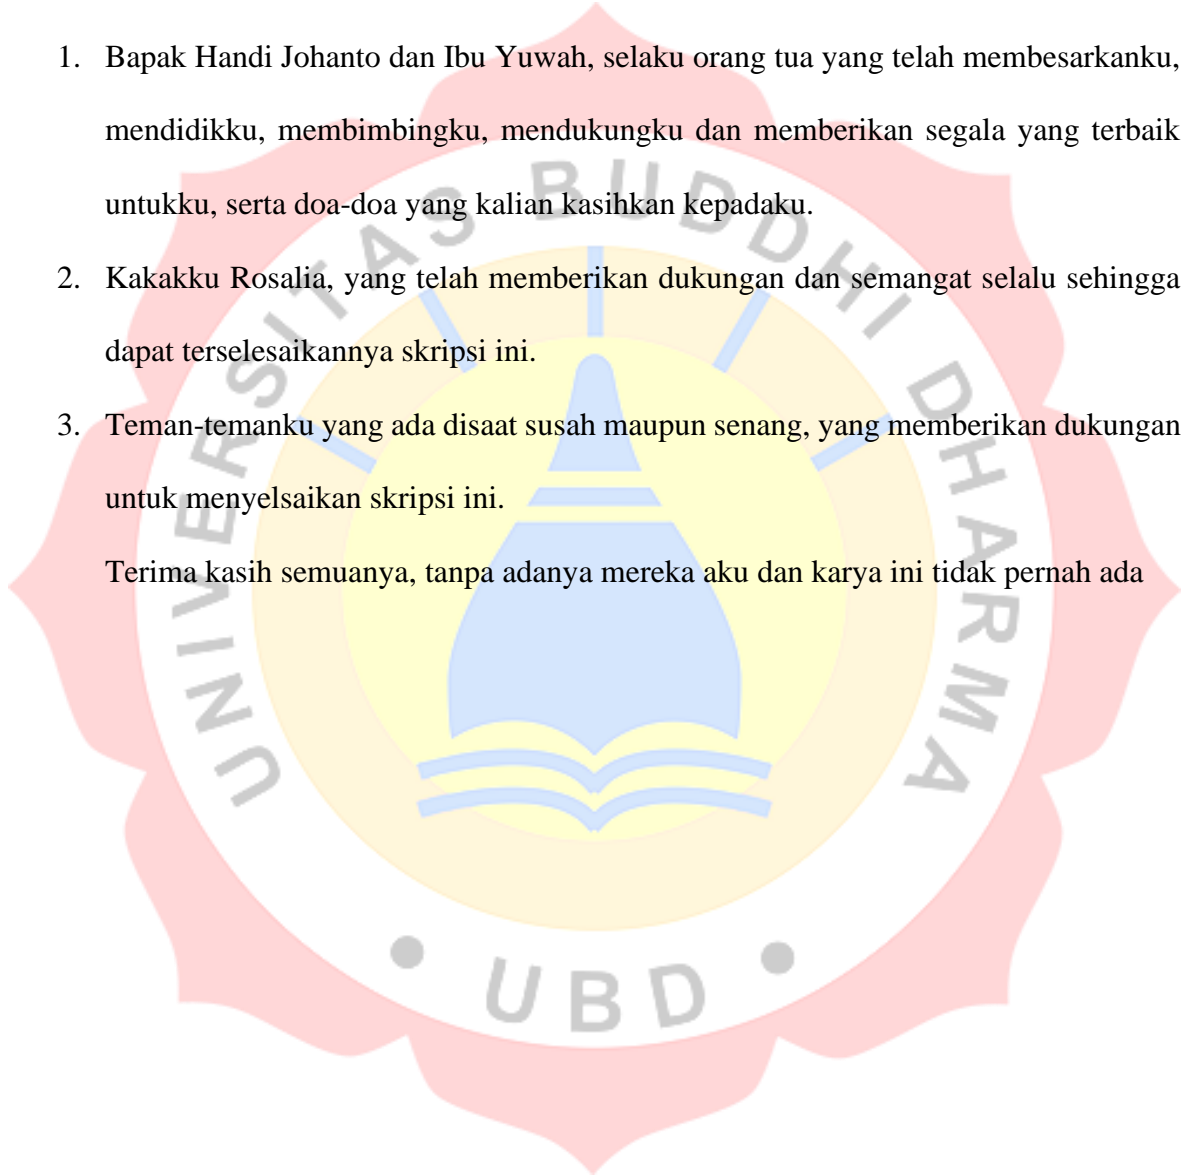 1. Bapak Handi Johanto dan Ibu Yuwah, selaku orang tua yang telah membesarkanku,
mendidikku, membimbingku, mendukungku dan memberikan segala yang terbaik
untukku, serta doa-doa yang kalian kasihkan kepadaku.
2. Kakakku Rosalia, yang telah memberikan dukungan dan semangat selalu sehingga
dapat terselesaikannya skripsi ini.
3. Teman-temanku yang ada disaat susah maupun senang, yang memberikan dukungan
untuk menyelsaikan skripsi ini.
Terima kasih semuanya, tanpa adanya mereka aku dan karya ini tidak pernah ada
UNIVERSITAS BUDDHI DHARMA
• UBD •